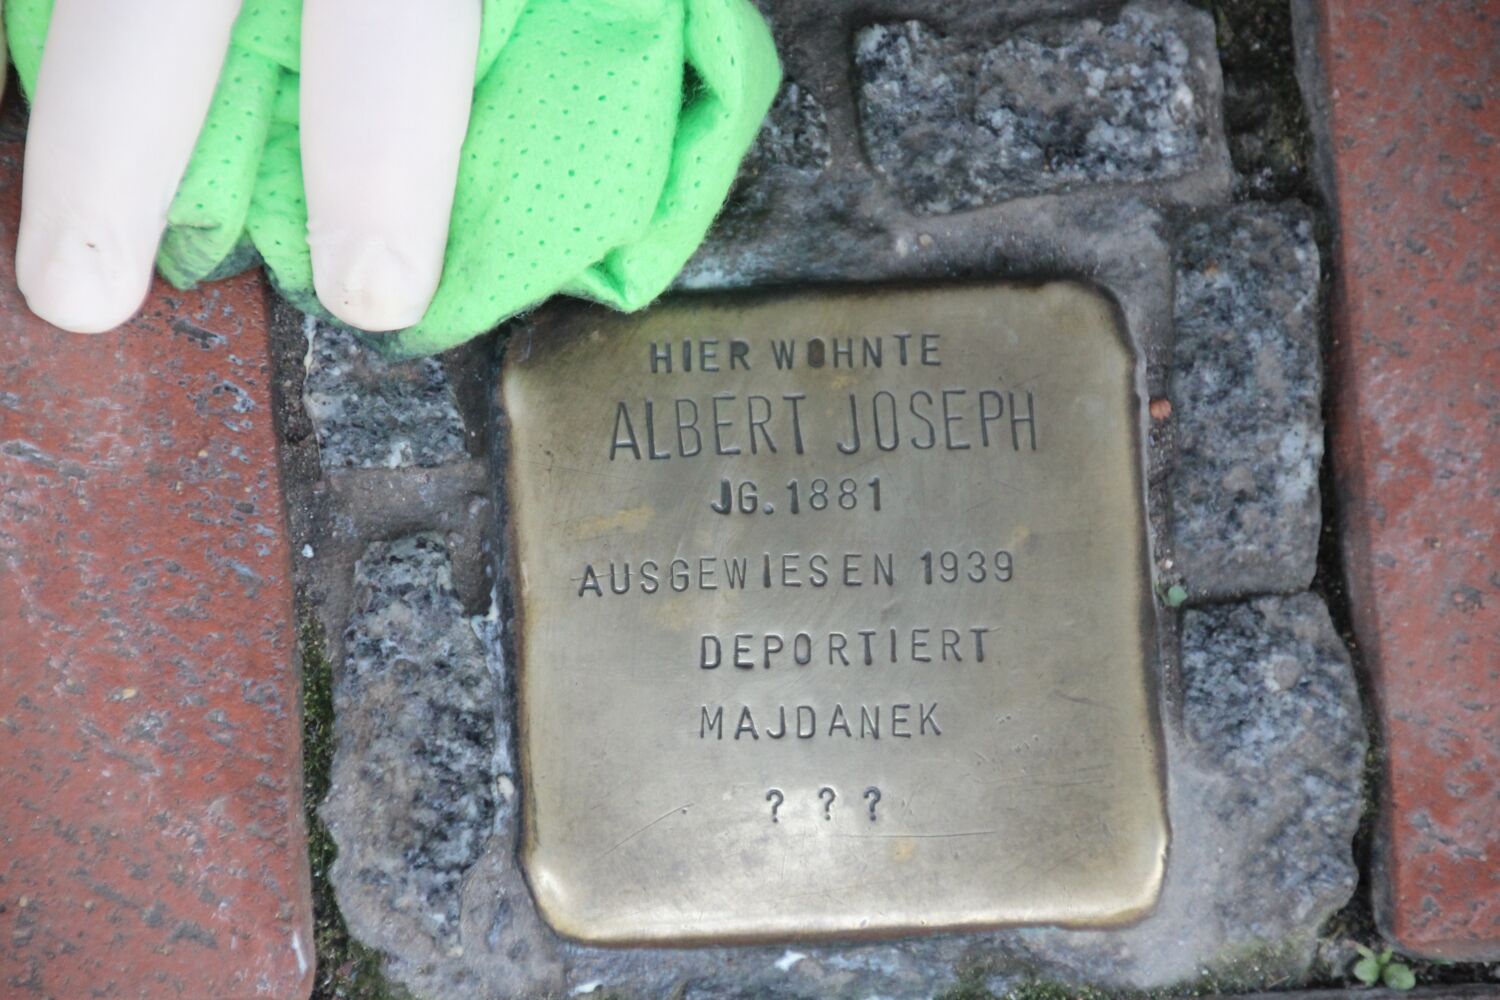 HIER WOHNTE
ALBERT JOSEPH
JG. 1881
AUSGEWIESEN 1939
DEPORTIERT
MAJDANEK
? ? ?